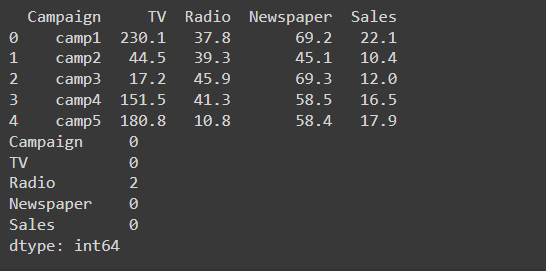 Campaign TV Radio Newspaper Sales
0 camp1 230.1 37.8 69.2 22.1
1 camp2 44.5 39.3 45.1 10.4
2 camp3 17.2 45.9 69.3 12.0
3 camp4 151.5 41.3 58.5 16.5
4 camp5 180.8 10.8 58.4 17.9
Campaign 0
TV 0
Radio 2
Newspaper 0
Sales 0
dtype: int64